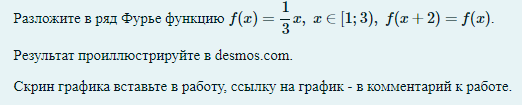 Разложите в ряд Фурье функцию f(x) = 1/3 x, x ∈ [1; 3), f(x + 2) = f(x).
Результат проиллюстрируйте в desmos.com.
Скрин графика вставьте в работу, ссылку на график - в комментарий к работе.